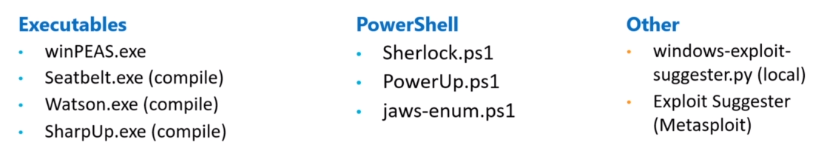 Executables
• winPEAS.exe
• Seatbelt.exe (compile)
• Watson.exe (compile)
• SharpUp.exe (compile)
PowerShell
• Sherlock.ps1
• PowerUp.ps1
• jaws-enum.ps1
Other
• windows-exploit-
suggester.py (local)
• Exploit Suggester
(Metasploit)